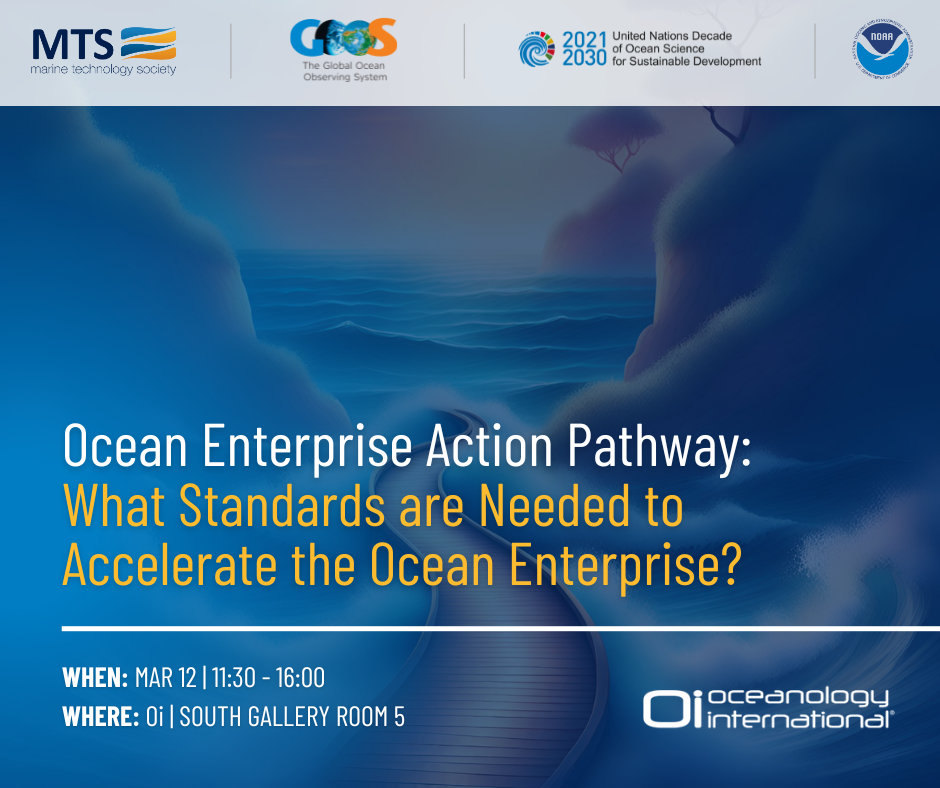 MTS
marine technology society
GOOS
The Global Ocean
Observing System
2021
2030
United Nations Decade
of Ocean Science
for Sustainable Development
NOAA
Ocean Enterprise Action Pathway:
What Standards are Needed to
Accelerate the Ocean Enterprise?
WHEN: MAR 12 | 11:30 - 16:00
WHERE: Oi | SOUTH GALLERY ROOM 5
Oi oceanology
international®